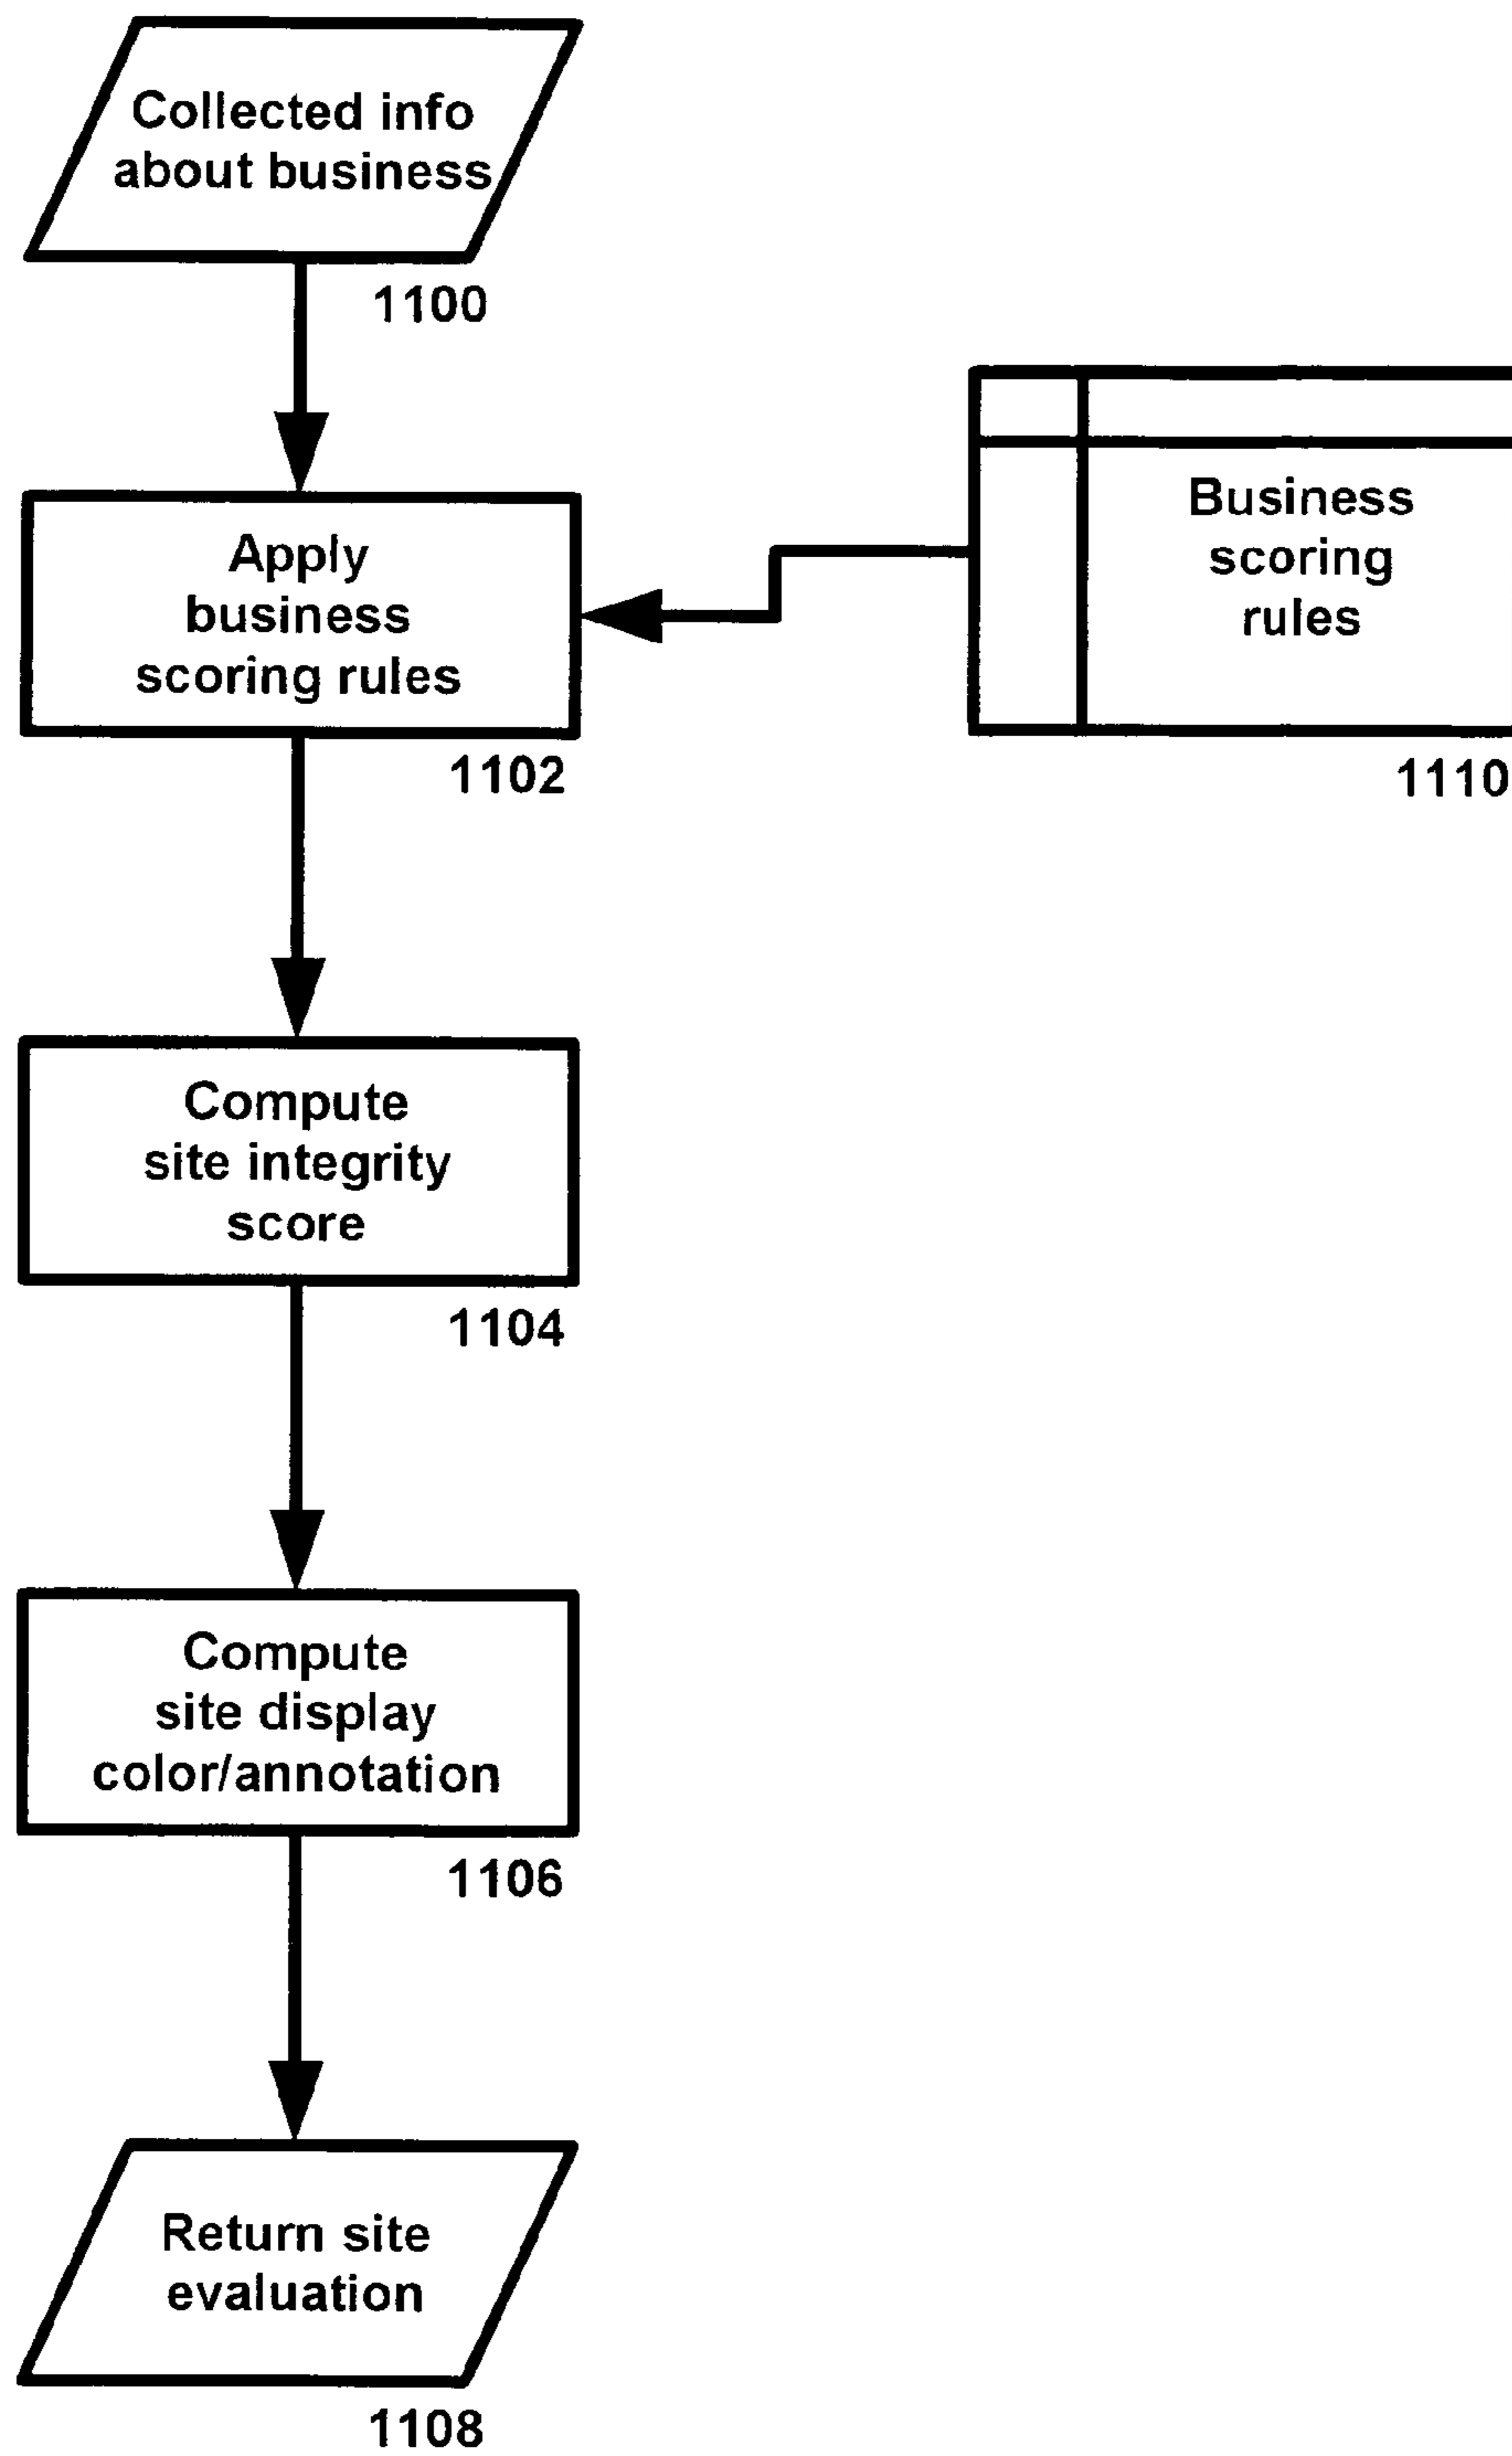 Collected info
about business
1100
Apply
business
scoring rules
1102
Business
scoring
rules
1110
Compute
site integrity
score
1104
Compute
site display
color/annotation
1106
Return site
evaluation
1108